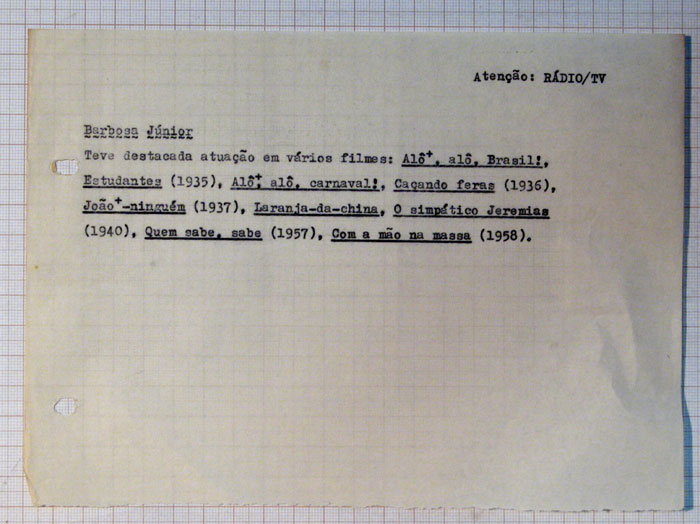 Atenção: RÁDIO/TV
Barbosa Júnior
Teve destacada atuação em vários filmes: Alô+, alô, Brasil!,
Estudantes (1935), Alô+, alô, carnaval!, Caçando feras (1936),
João+-ninguém (1937), Laranja-da-china, O simpático Jeremias
(1940), Quem sabe, sabe (1957), Com a mão na massa (1958).